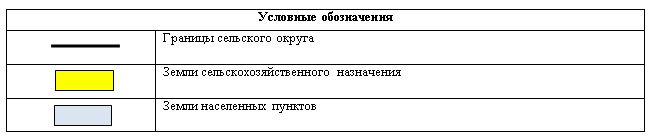 Условные обозначения
Границы сельского округа
Земли сельскохозяйственного назначения
Земли населенных пунктов